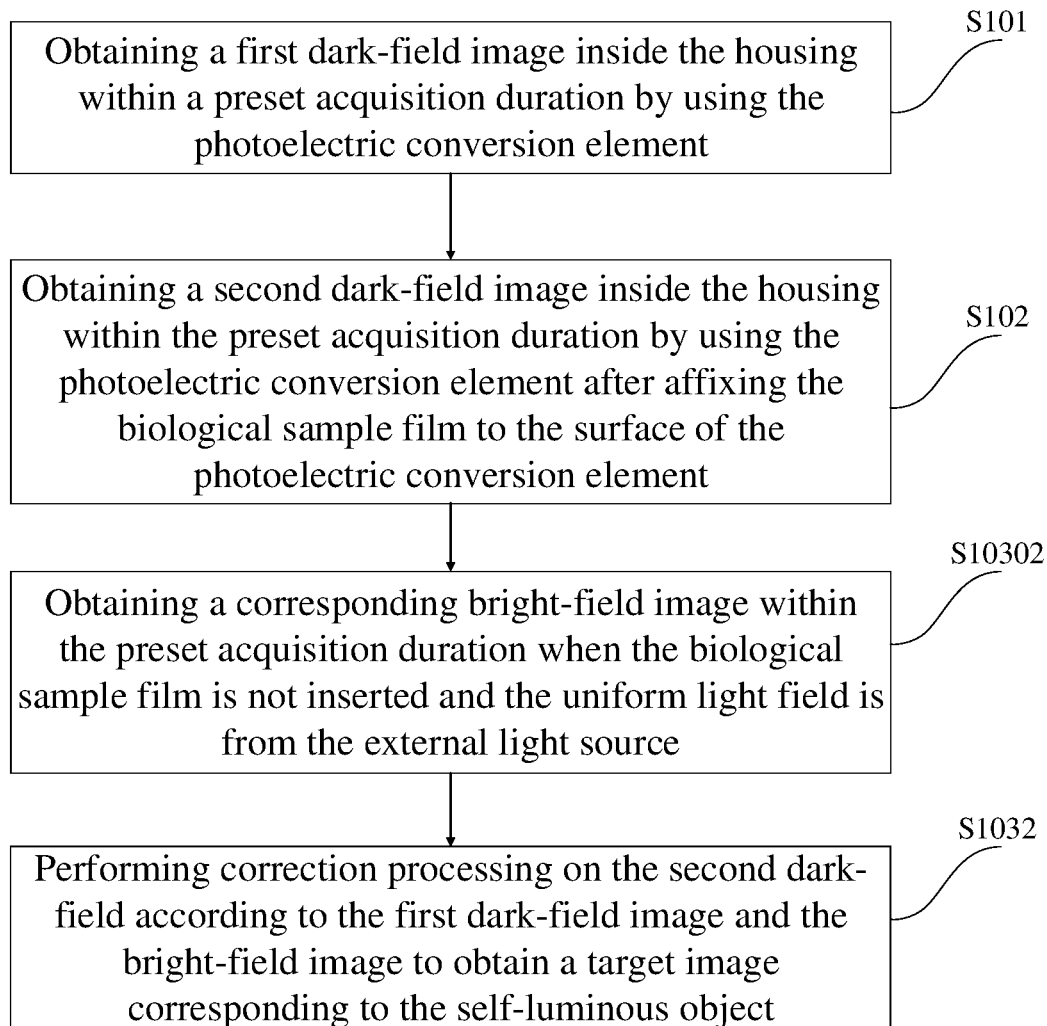 S101
Obtaining a first dark-field image inside the housing
within a preset acquisition duration by using the
photoelectric conversion element
S102
Obtaining a second dark-field image inside the housing
within the preset acquisition duration by using the
photoelectric conversion element after affixing the
biological sample film to the surface of the
photoelectric conversion element
S10302
Obtaining a corresponding bright-field image within
the preset acquisition duration when the biological
sample film is not inserted and the uniform light field is
from the external light source
S1032
Performing correction processing on the second dark-
field according to the first dark-field image and the
bright-field image to obtain a target image
corresponding to the self-luminous object